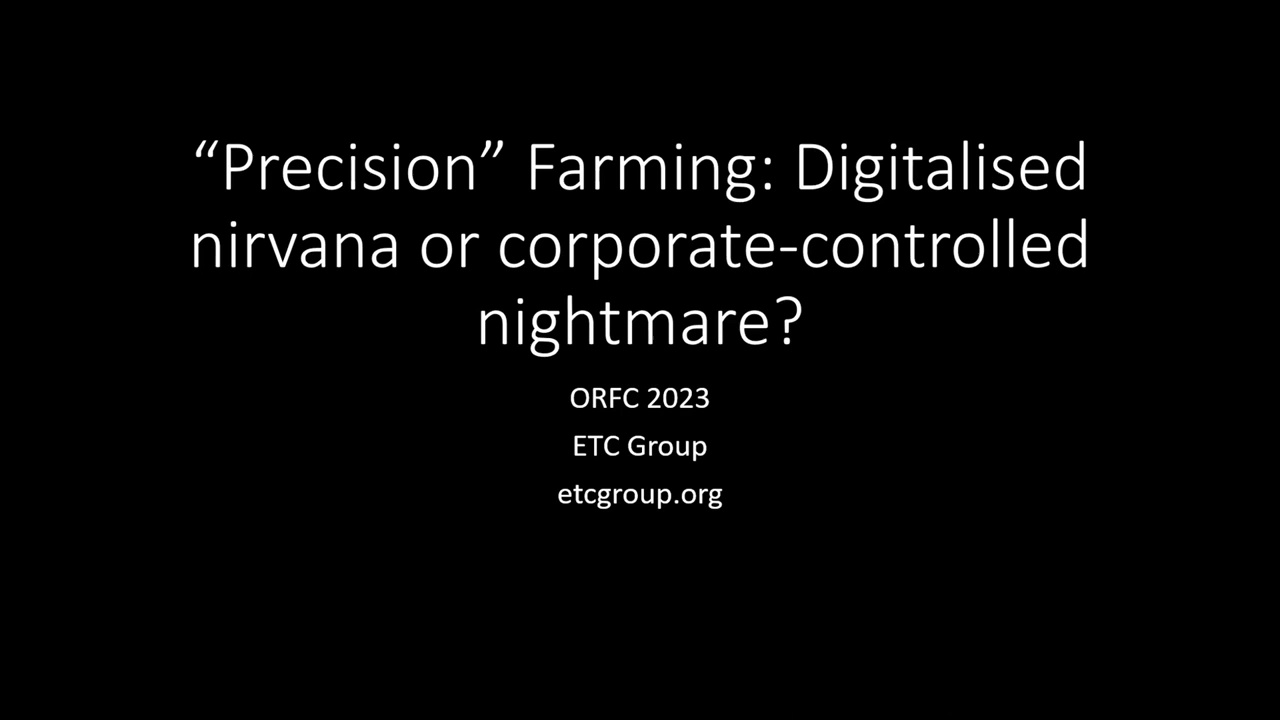 “Precision” Farming: Digitalised
nirvana or corporate-controlled
nightmare?
ORFC 2023
ETC Group
etcgroup.org